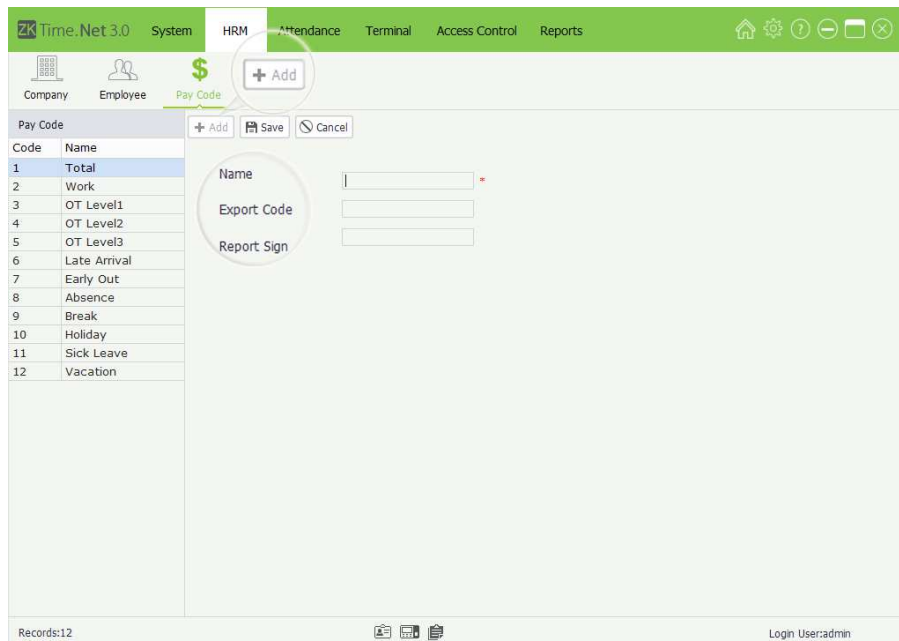 ZK Time.Net 3.0 System HRM Attendance Terminal Access Control Reports
Company Employee Pay Code + Add
Pay Code + Add Save Cancel
Code Name
1 Total
2 Work
3 OT Level1
4 OT Level2
5 OT Level3
6 Late Arrival
7 Early Out
8 Absence
9 Break
10 Holiday
11 Sick Leave
12 Vacation
Name *
Export Code
Report Sign
Records:12 Login User:admin